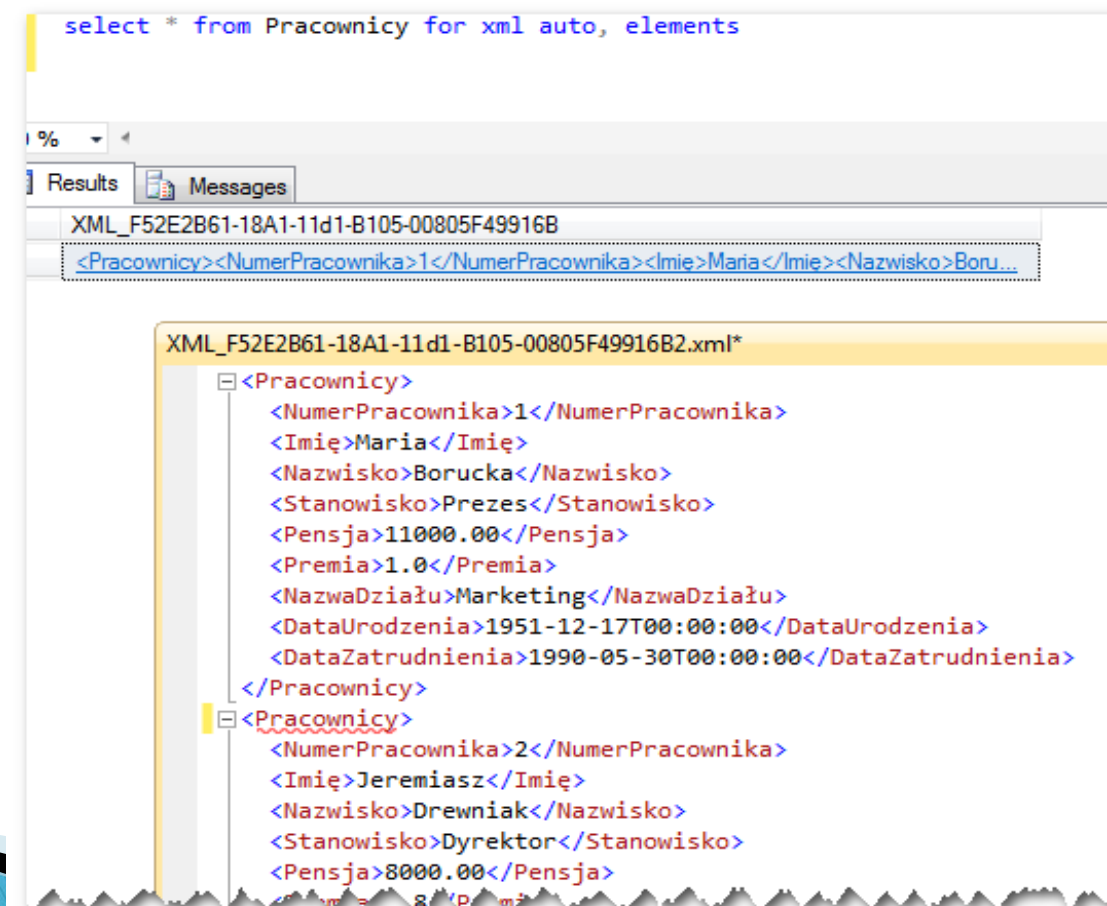 select * from Pracownicy for xml auto, elements
%
Results Messages
XML_F52E2B61-18A1-11d1-B105-00805F49916B
<Pracownicy><NumerPracownika>1</NumerPracownika><Imię>Maria</Imię><Nazwisko>Boru...
XML_F52E2B61-18A1-11d1-B105-00805F49916B2.xml*
<Pracownicy>
<NumerPracownika>1</NumerPracownika>
<Imię>Maria</Imię>
<Nazwisko>Borucka</Nazwisko>
<Stanowisko>Prezes</Stanowisko>
<Pensja>11000.00</Pensja>
<Premia>1.0</Premia>
<NazwaDziału>Marketing</NazwaDziału>
<DataUrodzenia>1951-12-17T00:00:00</DataUrodzenia>
<DataZatrudnienia>1990-05-30T00:00:00</DataZatrudnienia>
</Pracownicy>
<Pracownicy>
<NumerPracownika>2</NumerPracownika>
<Imię>Jeremiasz</Imię>
<Nazwisko>Drewniak</Nazwisko>
<Stanowisko>Dyrektor</Stanowisko>
<Pensja>8000.00</Pensja>